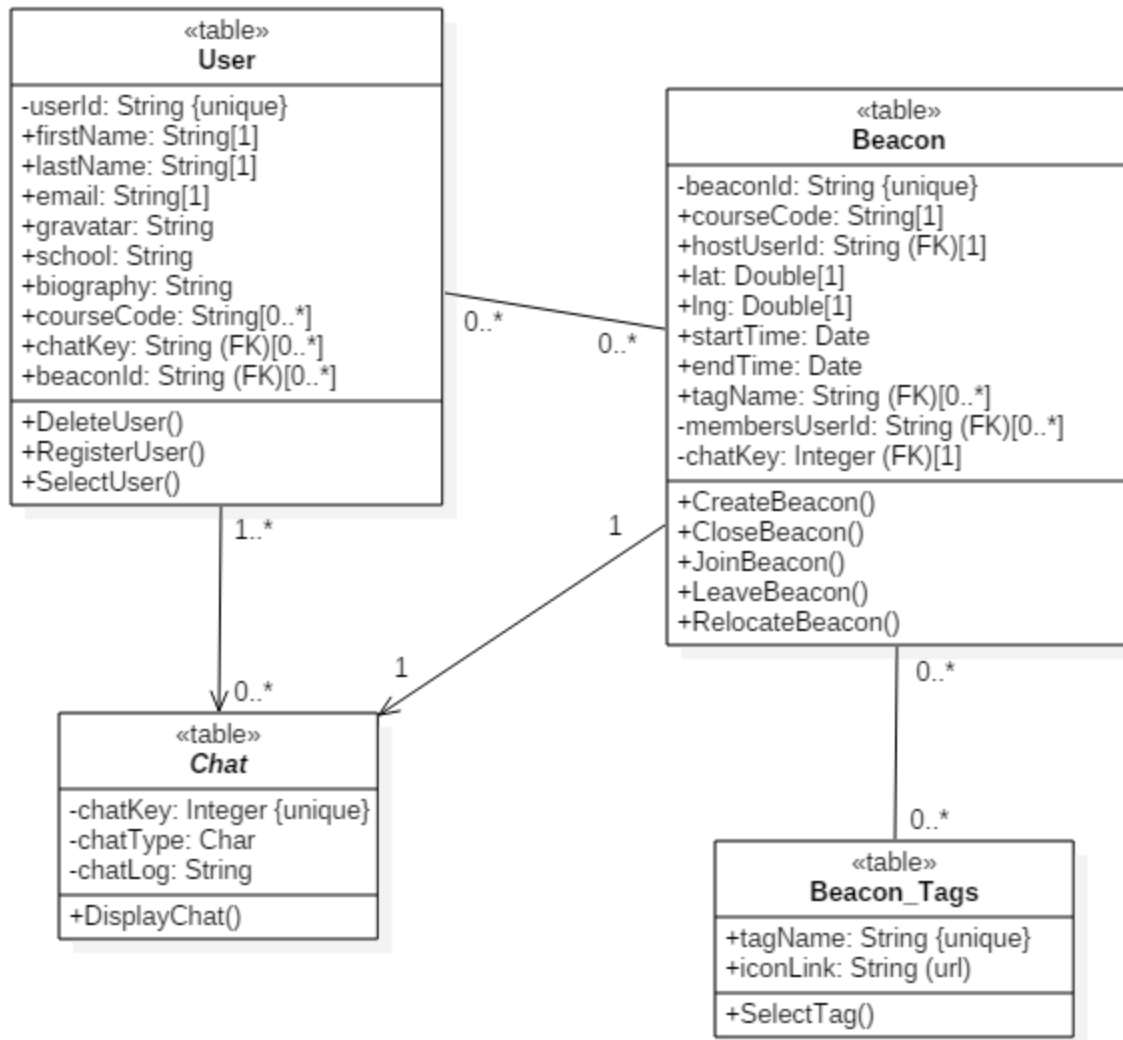 «table»
User
-userId: String {unique}
+firstName: String[1]
+lastName: String[1]
+email: String[1]
+gravatar: String
+school: String
+biography: String
+courseCode: String[0..*]
+chatKey: String (FK)[0..*]
+beaconId: String (FK)[0..*]
+DeleteUser()
+RegisterUser()
+SelectUser()
0..*
0..*
«table»
Beacon
-beaconId: String {unique}
+courseCode: String[1]
+hostUserId: String (FK)[1]
+lat: Double[1]
+lng: Double[1]
+startTime: Date
+endTime: Date
+tagName: String (FK)[0..*]
-membersUserId: String (FK)[0..*]
-chatKey: Integer (FK)[1]
+CreateBeacon()
+CloseBeacon()
+JoinBeacon()
+LeaveBeacon()
+RelocateBeacon()
1..*
0..*
1
1
«table»
Chat
-chatKey: Integer {unique}
-chatType: Char
-chatLog: String
+DisplayChat()
0..*
0..*
«table»
Beacon_Tags
+tagName: String {unique}
+iconLink: String (url)
+SelectTag()